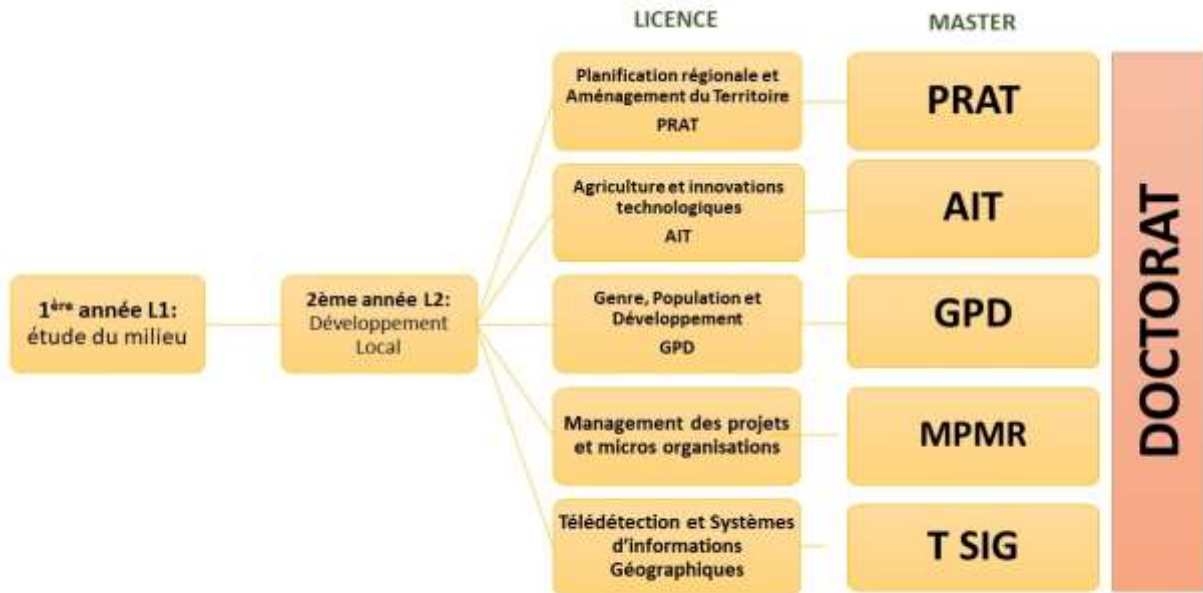 LICENCE
MASTER
1ère année L1:
étude du milieu
2ème année L2:
Développement
Local
Planification régionale et
Aménagement du Territoire
PRAT
PRAT
Agriculture et innovations
technologiques
AIT
AIT
Genre, Population et
Développement
GPD
GPD
Management des projets
et micros organisations
MPMR
Télédétection et Systèmes
d'informations
Géographiques
T SIG
DOCTORAT